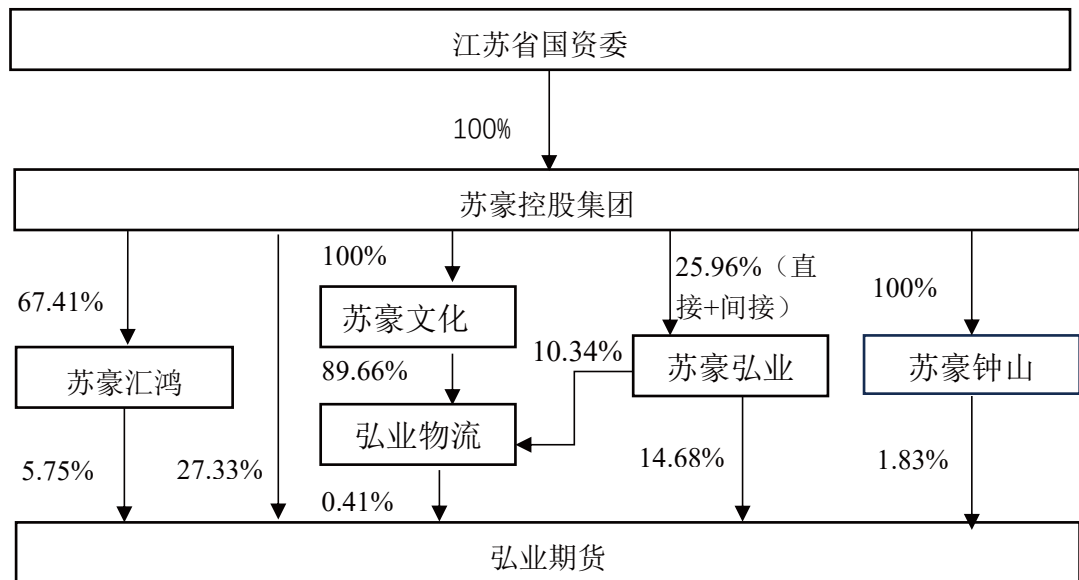 江苏省国资委
100%
苏豪控股集团
67.41%
100%
25.96%（直
接+间接）
100%
苏豪文化
苏豪汇鸿
89.66%
10.34%
苏豪弘业
苏豪钟山
弘业物流
5.75%
27.33%
0.41%
14.68%
1.83%
弘业期货